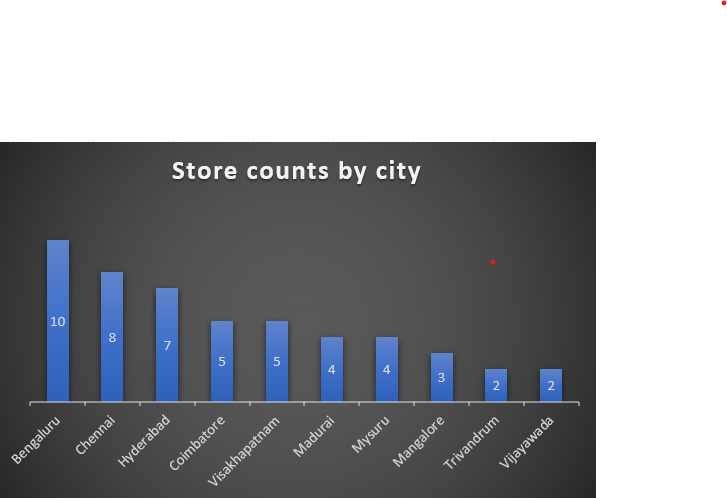 Store counts by city
10
8
7
5
5
4
4
3
2
2
Bengaluru
Chennai
Hyderabad
Coimbatore
Visakhapatnam
Madurai
Mysuru
Mangalore
Trivandrum
Vijayawada